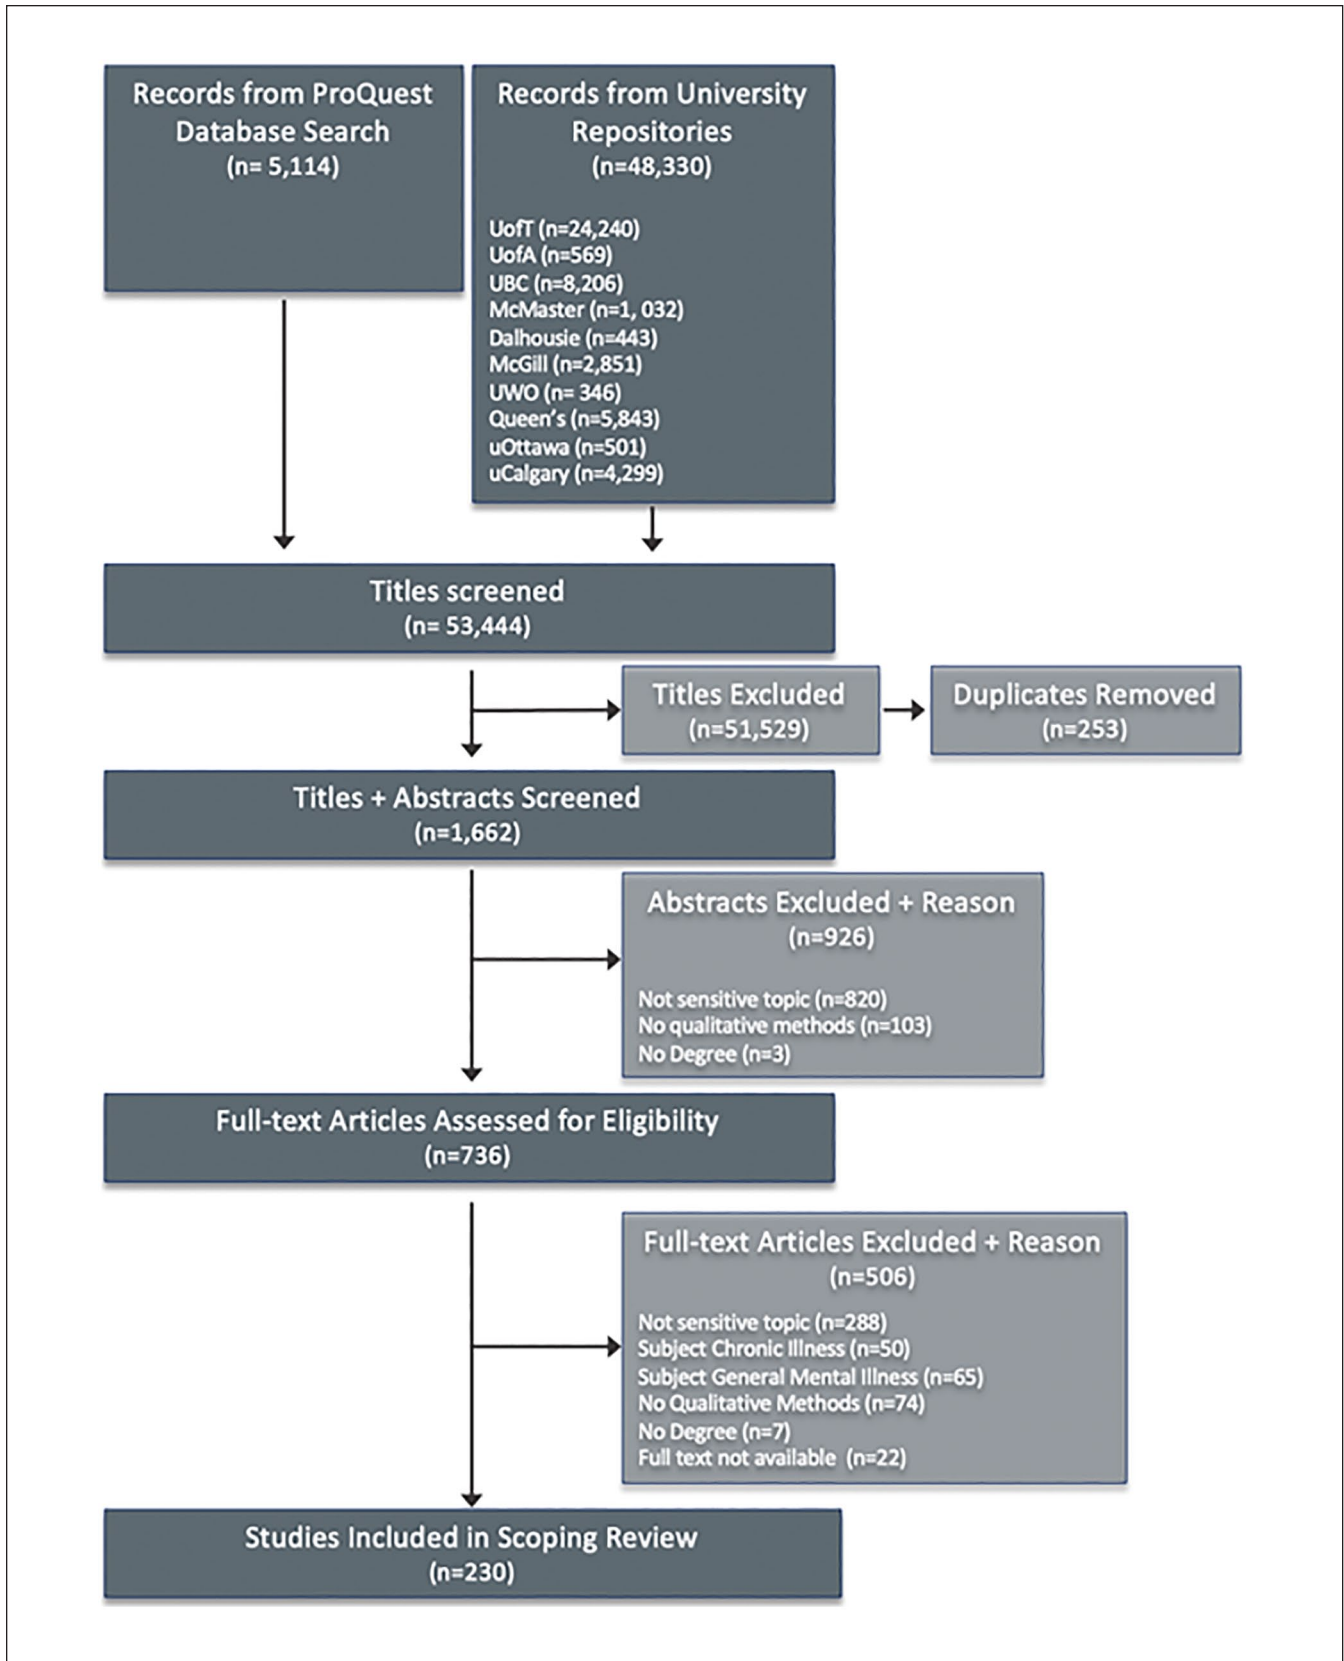 Records from ProQuest
Database Search
(n= 5,114)
Records from University
Repositories
(n=48,330)
UofT (n=24,240)
UofA (n=569)
UBC (n=8,206)
McMaster (n=1, 032)
Dalhousie (n=443)
McGill (n=2,851)
UWO (n= 346)
Queen's (n=5,843)
uOttawa (n=501)
uCalgary (n=4,299)
Titles screened
(n= 53,444)
Titles Excluded
(n=51,529)
Duplicates Removed
(n=253)
Titles + Abstracts Screened
(n=1,662)
Abstracts Excluded + Reason
(n=926)
Not sensitive topic (n=820)
No qualitative methods (n=103)
No Degree (n=3)
Full-text Articles Assessed for Eligibility
(n=736)
Full-text Articles Excluded + Reason
(n=506)
Not sensitive topic (n=288)
Subject Chronic Illness (n=50)
Subject General Mental Illness (n=65)
No Qualitative Methods (n=74)
No Degree (n=7)
Full text not available (n=22)
Studies Included in Scoping Review
(n=230)